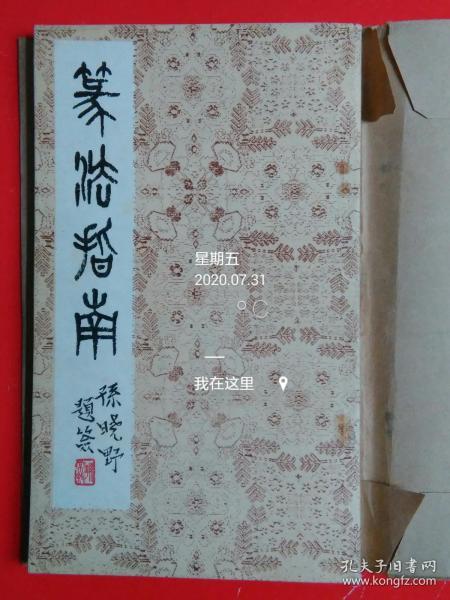 篆法指南
孫曉野
題簽
星期五
2020.07.31
°C
我在这里
孔夫子旧书网
www.kongfz.com